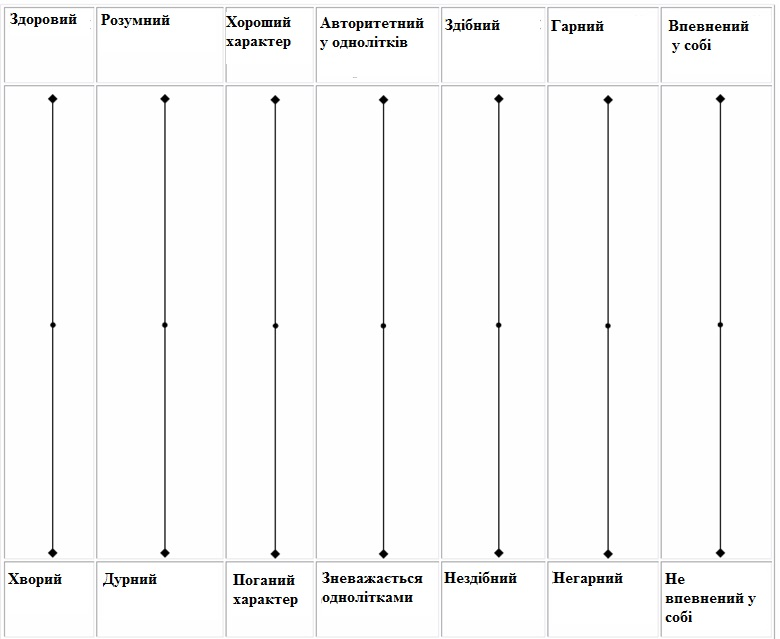 Здоровий
Розумний
Хороший
характер
Авторитетний
у однолітків
Здібний
Гарний
Впевнений
у собі
Хворий
Дурний
Поганий
характер
Зневажається
однолітками
Нездібний
Негарний
Не
впевнений у
собі